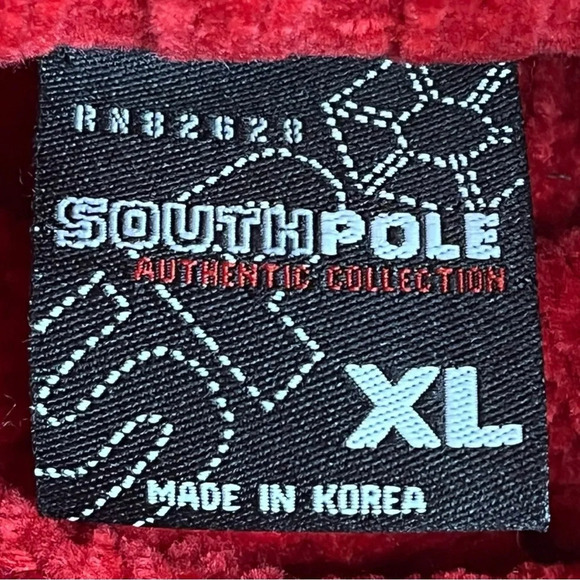 RN82628
SOUTHPOLE
AUTHENTIC COLLECTION
XL
MADE IN KOREA